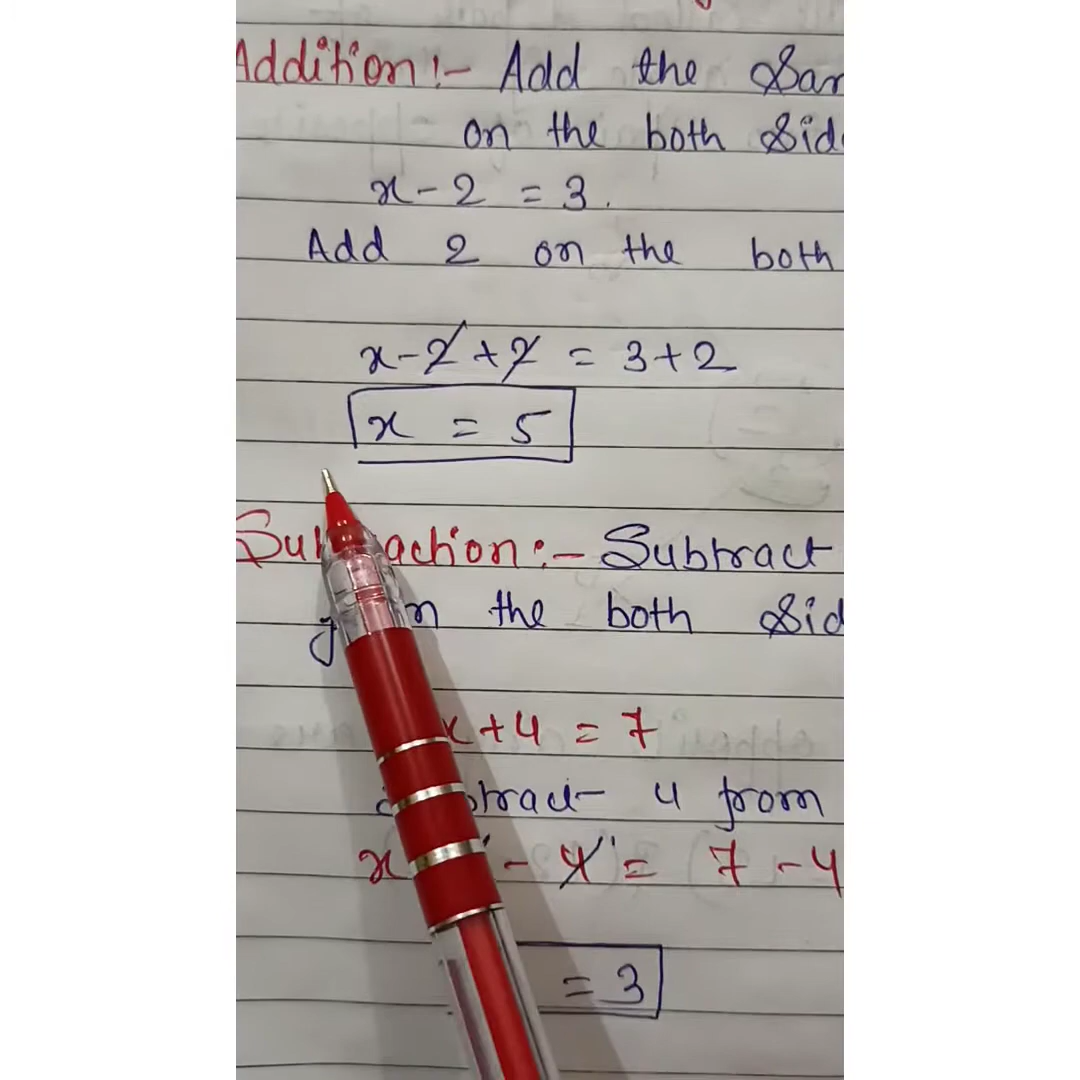 Addition:- Add the
on the both
x - 2 = 3.
Add 2 on the both
x - 2 + 2 = 3 + 2
x = 5
:- Subtract
the both
x + 4 = 7
4 from
x - 4 = 7 - 4
= 3